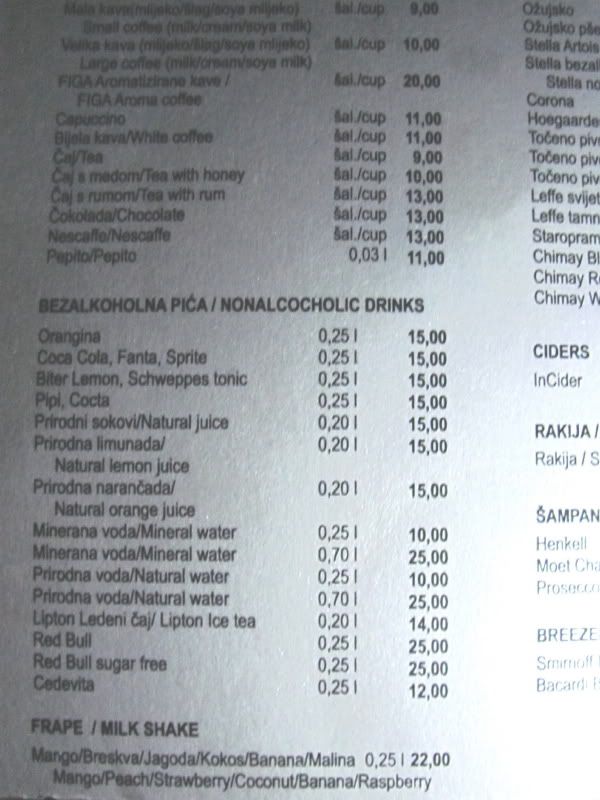 Mala kava(mlijeko/šlag/soya mlijeko) šal./cup 9,00
Small coffee (milk/cream/soya milk)
Velika kava (mlijeko/šlag/soya mlijeko) šal./cup 10,00
Large coffee (milk/cream/soya milk)
FIGA Aromatizirane kave / šal./cup 20,00
FIGA Aroma coffee
Capuccino šal./cup 11,00
Bijela kava/White coffee šal./cup 11,00
Čaj/Tea šal./cup 9,00
Čaj s medom/Tea with honey šal./cup 10,00
Čaj s rumom/Tea with rum šal./cup 13,00
Čokolada/Chocolate šal./cup 13,00
Nescaffe/Nescaffe šal./cup 13,00
Pepito/Pepito 0,03 l 11,00
BEZALKOHOLNA PIĆA / NONALCOCHOLIC DRINKS
Orangina 0,25 l 15,00
Coca Cola, Fanta, Sprite 0,25 l 15,00
Biter Lemon, Schweppes tonic 0,25 l 15,00
Pipi, Cocta 0,25 l 15,00
Prirodni sokovi/Natural juice 0,20 l 15,00
Prirodna limunada/ 0,20 l 15,00
Natural lemon juice
Prirodna narančada/ 0,20 l 15,00
Natural orange juice
Minerana voda/Mineral water 0,25 l 10,00
Minerana voda/Mineral water 0,70 l 25,00
Prirodna voda/Natural water 0,25 l 10,00
Prirodna voda/Natural water 0,70 l 25,00
Lipton Ledeni čaj/ Lipton Ice tea 0,20 l 14,00
Red Bull 0,25 l 25,00
Red Bull sugar free 0,25 l 25,00
Cedevita 0,25 l 12,00
FRAPE / MILK SHAKE
Mango/Breskva/Jagoda/Kokos/Banana/Malina 0,25 l 22,00
Mango/Peach/Strawberry/Coconut/Banana/Raspberry
Ožujsko
Ožujsko pše
Stella Artois
Stella bezal
Stella no
Corona
Hoegaarde
Točeno piv
Točeno piv
Točeno piv
Leffe svijet
Leffe tamn
Staropram
Chimay Bl
Chimay R
Chimay W
CIDERS
InCider
RAKIJA /
Rakija / S
ŠAMPAN
Henkell
Moet Cha
Prosecco
BREEZE
Smirnoff
Bacardi B